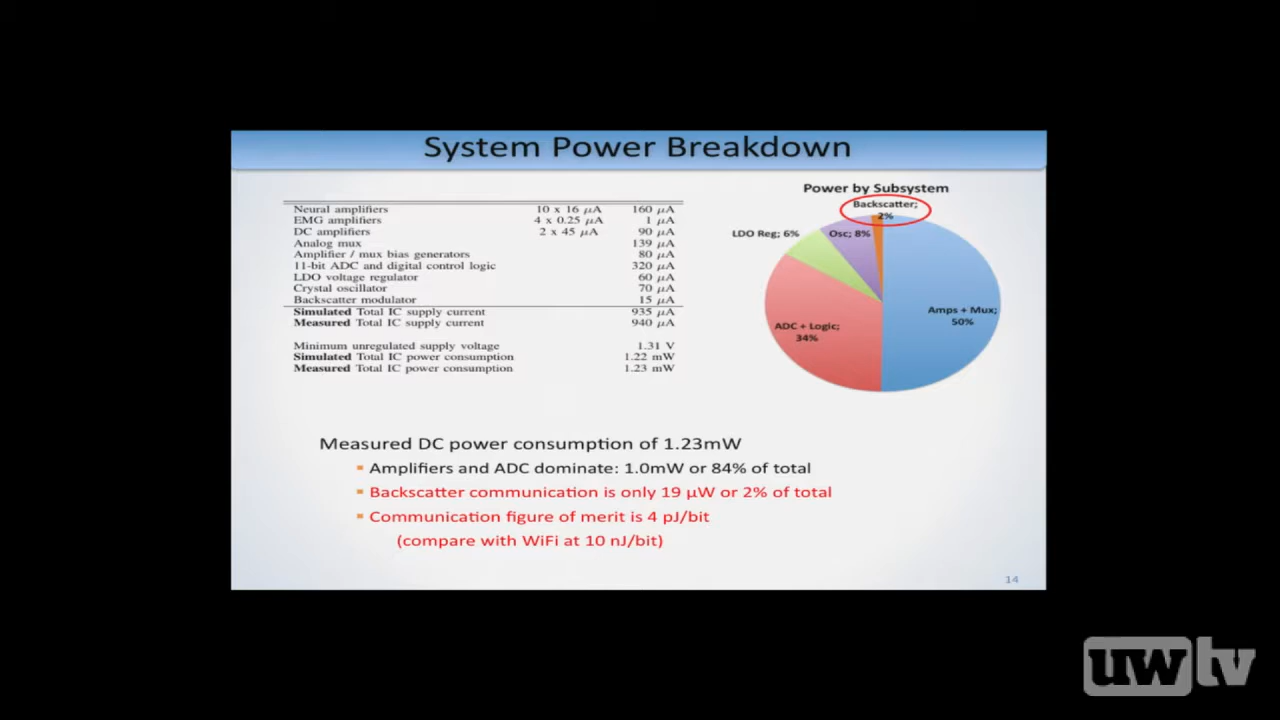 System Power Breakdown
Neural amplifiers 10 x 16 μA 160 μA
EMG amplifiers 4 x 0.25 μA 1 μA
DC amplifiers 2 x 45 μA 90 μA
Analog mux 139 μA
Amplifier / mux bias generators 80 μA
11-bit ADC and digital control logic 320 μA
LDO voltage regulator 60 μA
Crystal oscillator 70 μA
Backscatter modulator 15 μA
Simulated Total IC supply current 935 μA
Measured Total IC supply current 940 μA
Minimum unregulated supply voltage 1.31 V
Simulated Total IC power consumption 1.22 mW
Measured Total IC power consumption 1.23 mW
Power by Subsystem
Backscatter;
2%
LDO Reg; 6%
Osc; 8%
Amps + Mux;
50%
ADC + Logic;
34%
Measured DC power consumption of 1.23mW
Amplifiers and ADC dominate: 1.0mW or 84% of total
Backscatter communication is only 19 μW or 2% of total
Communication figure of merit is 4 pJ/bit
(compare with WiFi at 10 nJ/bit)
14
uwtv